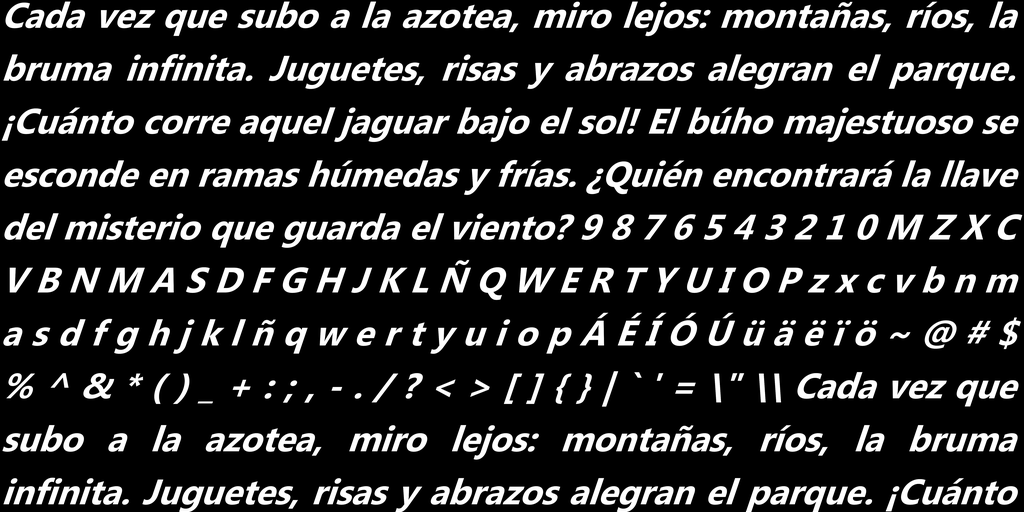 Cada vez que subo a la azotea, miro lejos: montañas, ríos, la
bruma infinita. Juguetes, risas y abrazos alegran el parque.
¡Cuánto corre aquel jaguar bajo el sol! El búho majestuoso se
esconde en ramas húmedas y frías. ¿Quién encontrará la llave
del misterio que guarda el viento? 9 8 7 6 5 4 3 2 1 0 M Z X C
V B N M A S D F G H J K L Ñ Q W E R T Y U I O P z x c v b n m
a s d f g h j k l ñ q w e r t y u i o p Á É Í Ó Ú ü ä ë ï ö ~ @ # $
% ^ & * ( ) _ + : ; , - . / ? < > [ ] { } | ` ' = \" \\ Cada vez que
subo a la azotea, miro lejos: montañas, ríos, la bruma
infinita. Juguetes, risas y abrazos alegran el parque. ¡Cuánto